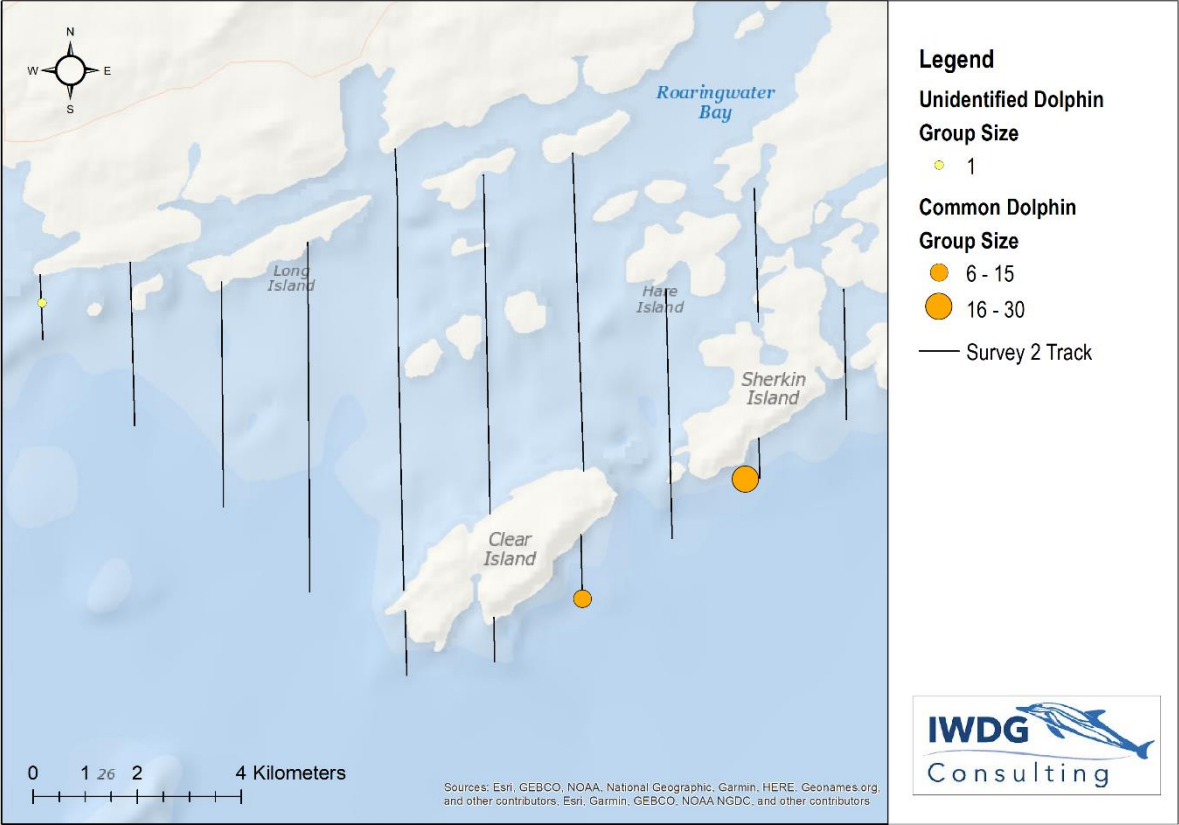 N
W E
S
Roaringwater
Bay
Long
Island
Hare
Island
Sherkin
Island
Clear
Island
0 1 26 2 4 Kilometers
Sources: Esri, GEBCO, NOAA, National Geographic, Garmin, HERE, Geonames.org,
and other contributors, Esri, Garmin, GEBCO, NOAA NGDC, and other contributors
Legend
Unidentified Dolphin
Group Size
1
Common Dolphin
Group Size
6 - 15
16 - 30
Survey 2 Track
IWDG
Consulting